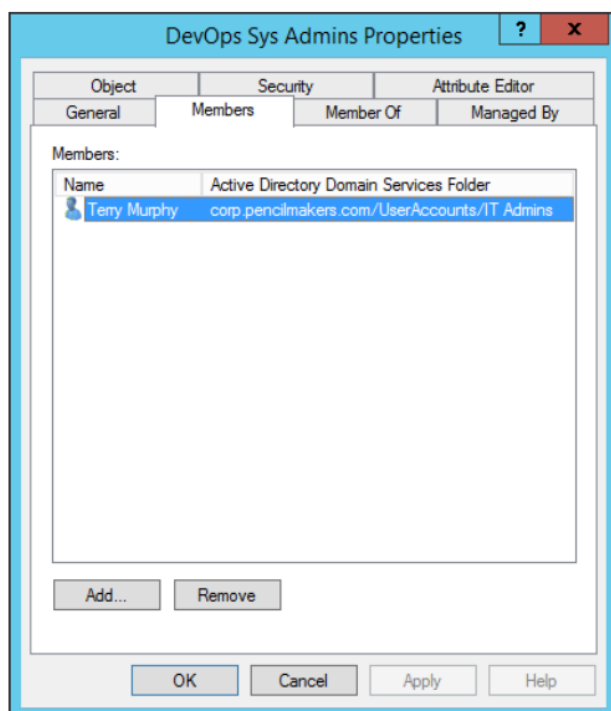 DevOps Sys Admins Properties ? x
Object Security Attribute Editor
General Members Member Of Managed By
Members:
Name Active Directory Domain Services Folder
Terry Murphy corp.pencilmakers.com/UserAccounts/IT Admins
Add... Remove
OK Cancel Apply Help